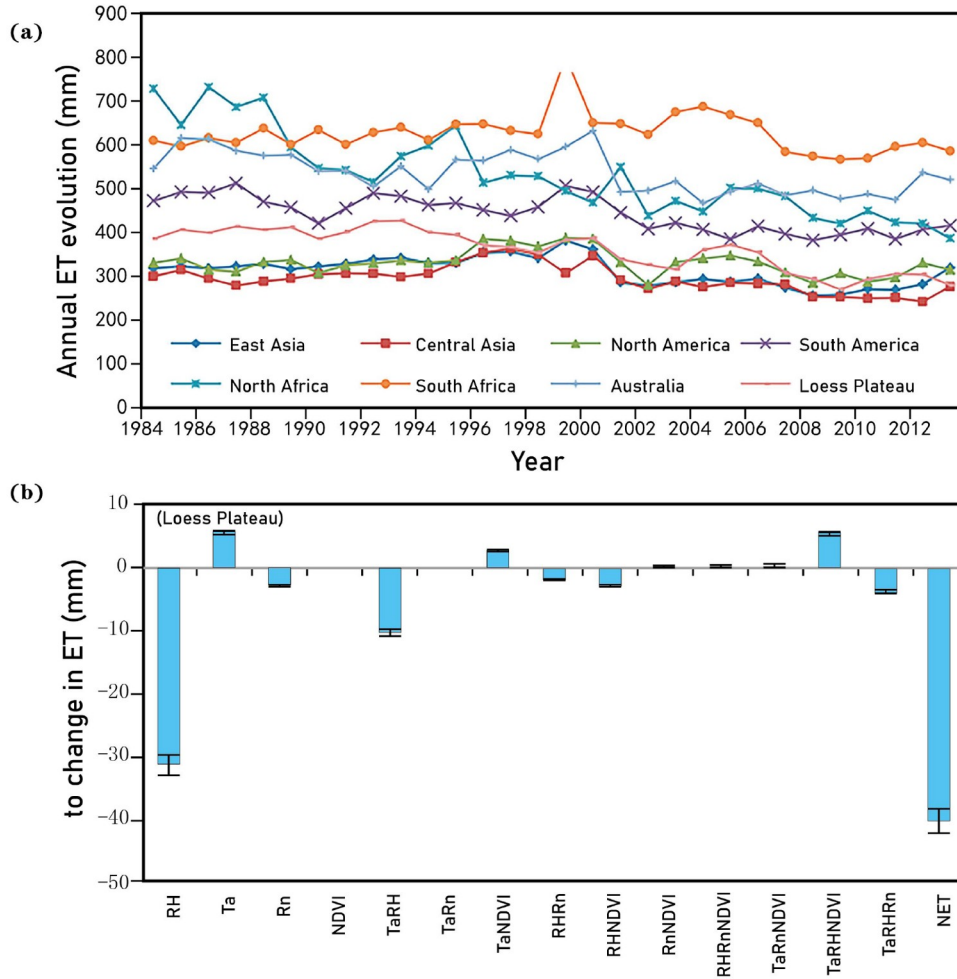 (a)
Annual ET evolution (mm)
900
800
700
600
500
400
300
200
100
0
East Asia
Central Asia
North America
South America
North Africa
South Africa
Australia
Loess Plateau
1984
1986
1988
1990
1992
1994
1996
1998
2000
2002
2004
2006
2008
2010
2012
Year
(b)
to change in ET (mm)
(Loess Plateau)
10
0
-10
-20
-30
-40
-50
RH
Ta
Rn
NDVI
TaRH
TaRn
TaNDVI
RHRn
RHNDVI
RnNDVI
RHRnNDVI
TaRnNDVI
TaRHNDVI
TaRHRn
NET